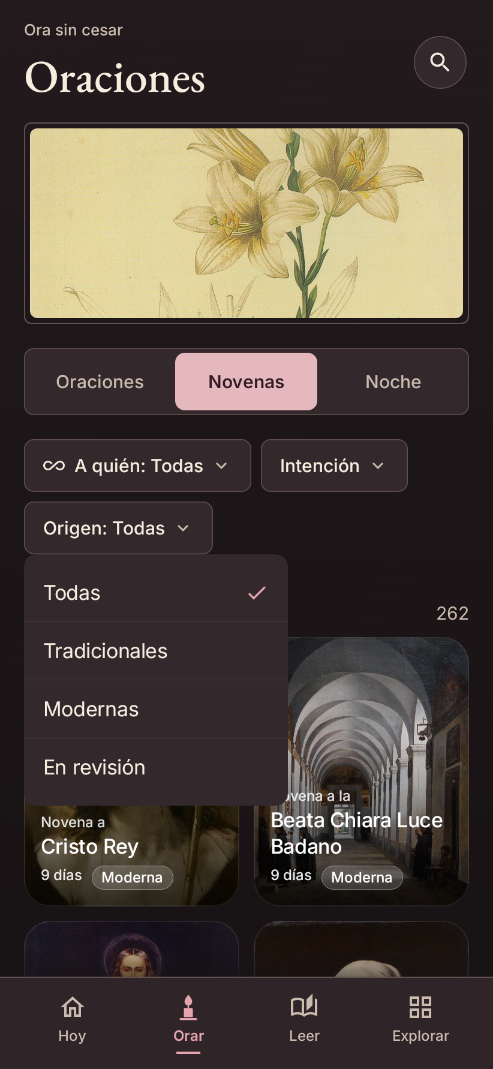 Ora sin cesar
Oraciones
Oraciones
Novenas
Noche
A quién: Todas
Intención
Origen: Todas
Todas
Tradicionales
Modernas
En revisión
262
Novena a
Cristo Rey
9 días
Moderna
ovena a la
Beata Chiara Luce
Badano
9 días
Moderna
Hoy
Orar
Leer
Explorar